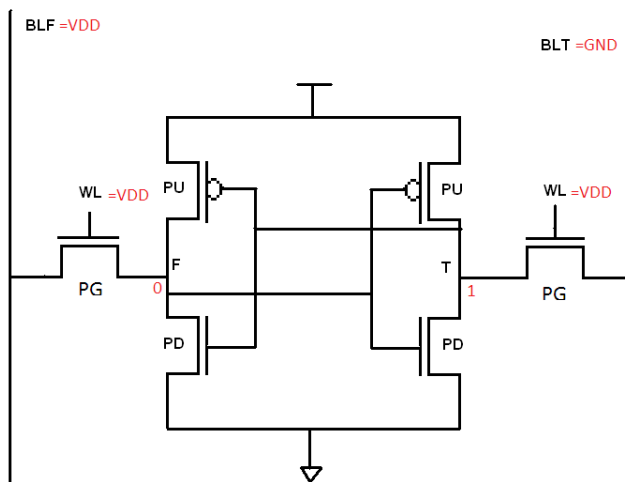 BLF =VDD
BLT =GND
PU
PU
WL =VDD
WL =VDD
F
T
0
1
PG
PG
PD
PD